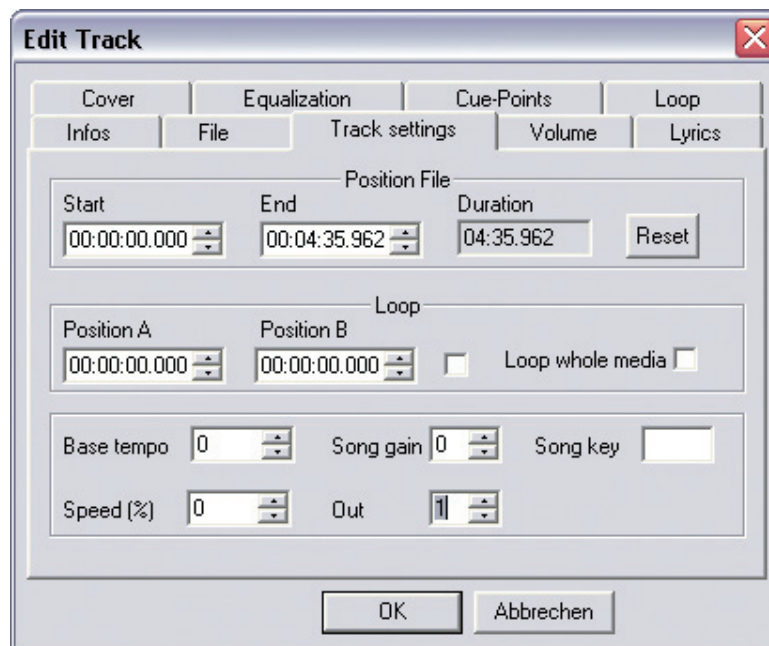 Edit Track
Cover Equalization Cue-Points Loop
Infos File Track settings Volume Lyrics
Position File
Start End Duration
00:00:00.000 00:04:35.962 04:35.962 Reset
Loop
Position A Position B
00:00:00.000 00:00:00.000 Loop whole media
Base tempo 0 Song gain 0 Song key
Speed (%) 0 Out 1
OK Abbrechen